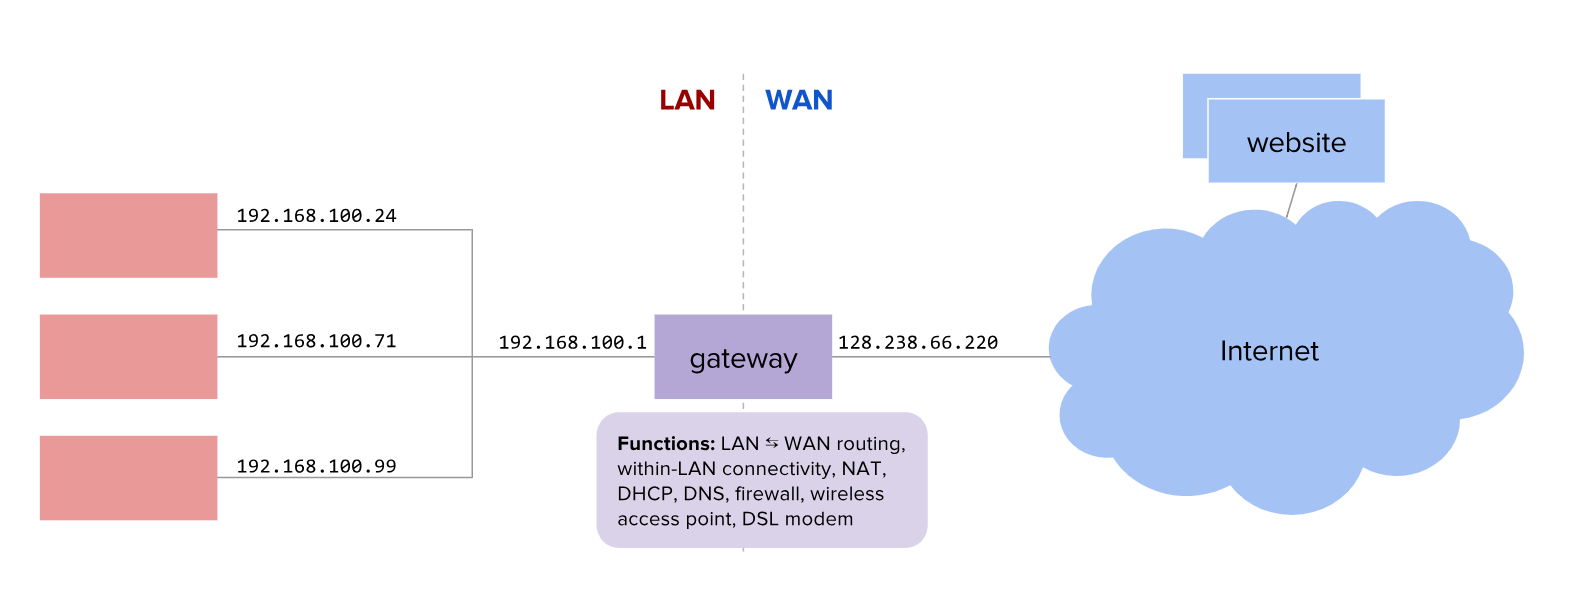 LAN
WAN
website
192.168.100.24
192.168.100.71
192.168.100.1
gateway
128.238.66.220
Internet
192.168.100.99
Functions: LAN ⇆ WAN routing,
within-LAN connectivity, NAT,
DHCP, DNS, firewall, wireless
access point, DSL modem